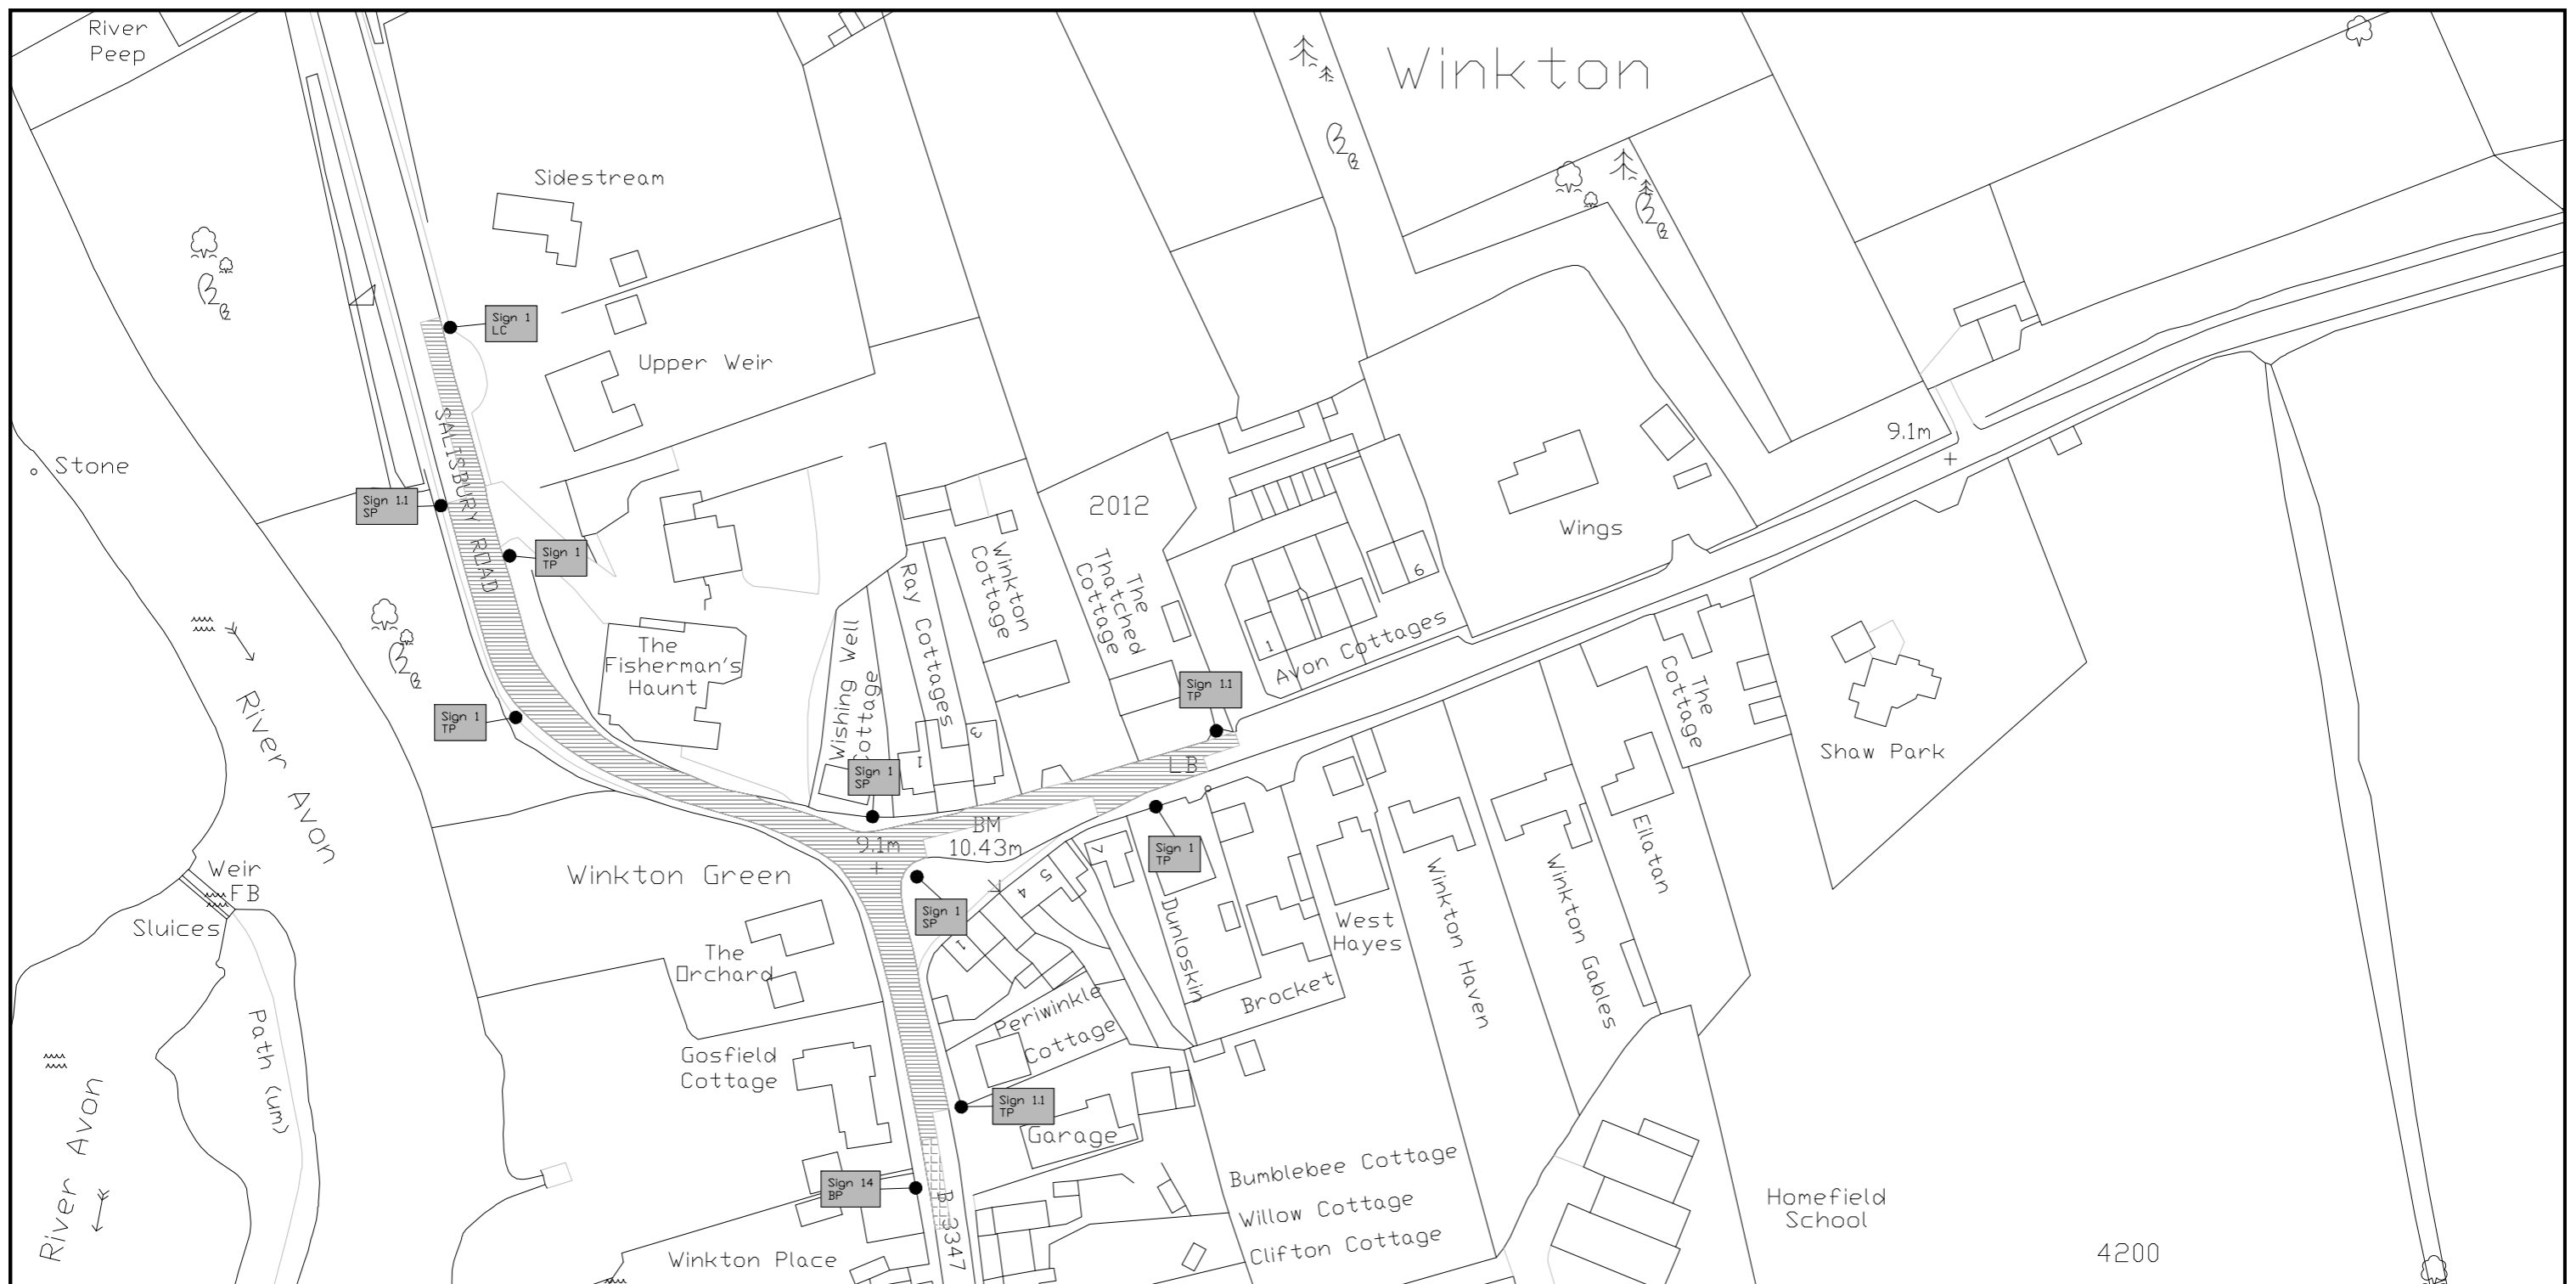 River
Peep
Winkton
Sidestream
Sign 1
LC
Upper Weir
SALISBURY ROAD
9.1m
Stone
Sign 1.1
SP
2012
Wings
Sign 1
TP
Winkton
Cottage
The
Thatched
Cottage
Ray Cottages
6
1
Avon Cottages
The
Fisherman's
Haunt
Wishing Well
Cottage
The
Cottage
Sign 1.1
TP
Sign 1
TP
River Avon
3
1
Shaw Park
LB
Sign 1
SP
BM
10.43m
9.1m
Sign 1
TP
7
5
4
1
Eilatan
Weir
FB
Sluices
Winkton Green
Sign 1
SP
The
Orchard
Dunloskin
West
Hayes
Winkton Haven
Winkton Gables
Brocket
Periwinkle
Cottage
Path (um)
Gosfield
Cottage
River Avon
Sign 1.1
TP
Garage
Sign 14
BP
B 3347
Bumblebee Cottage
Willow Cottage
Clifton Cottage
Homefield
School
Winkton Place
4200